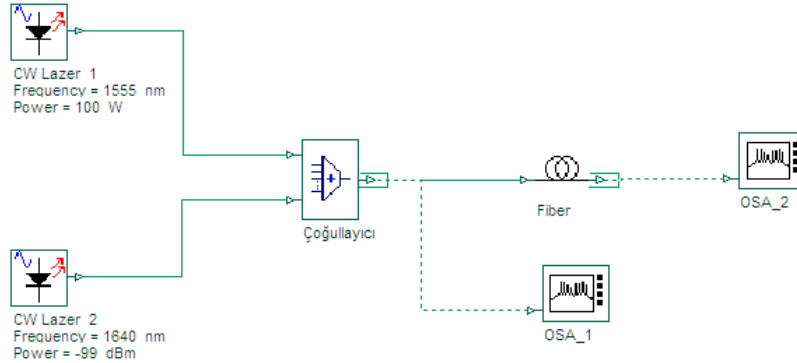 CW Lazer 1
Frequency = 1555 nm
Power = 100 W
Çoğullayıcı
Fiber
OSA_2
OSA_1
CW Lazer 2
Frequency = 1640 nm
Power = -99 dBm